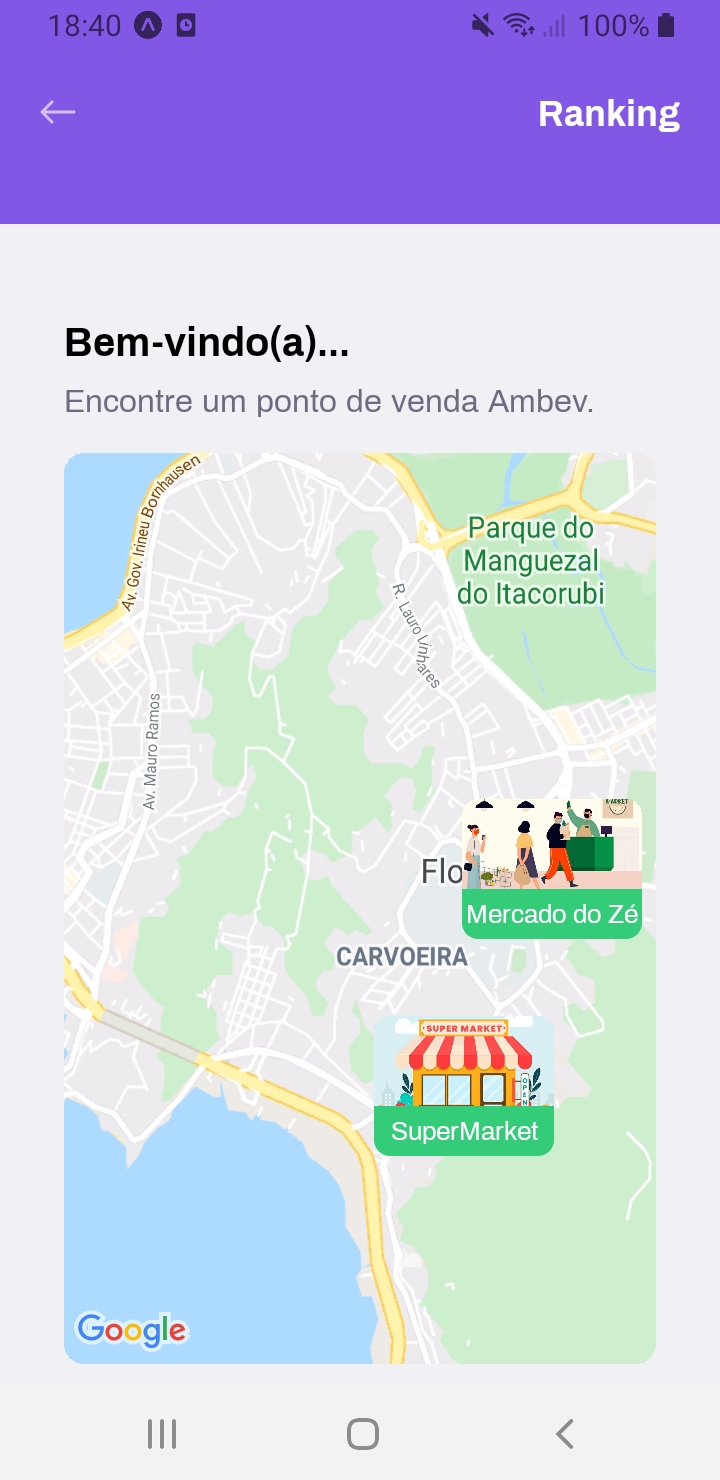 18:40
100%
Ranking
Bem-vindo(a)...
Encontre um ponto de venda Ambev.
Av. Gov. Irineu Bornhausen
Parque do
Manguezal
do Itacorubi
R. Lauro Linhares
Av. Mauro Ramos
MARKET
Flo
Mercado do Zé
CARVOEIRA
SUPER MARKET
OPEN
SuperMarket
Google